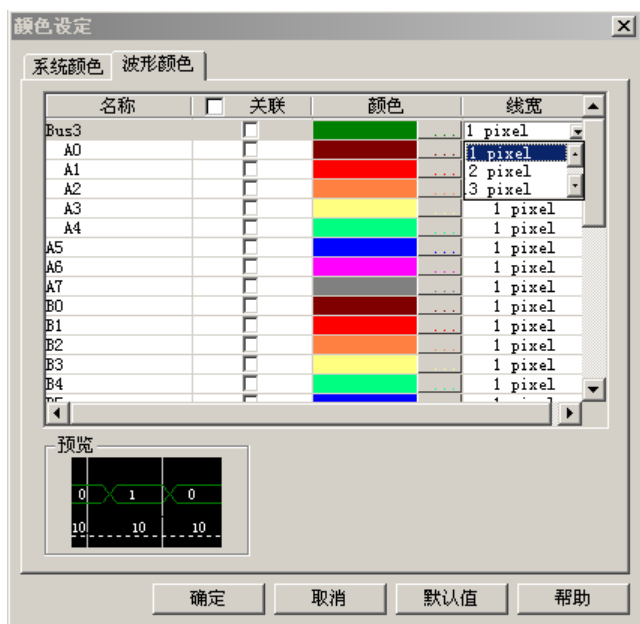 颜色设定
系统颜色 波形颜色
名称 关联 颜色 线宽
Bus3 ... 1 pixel
A0 ... 1 pixel
A1 ... 2 pixel
A2 ... 3 pixel
A3 ... 1 pixel
A4 ... 1 pixel
A5 ... 1 pixel
A6 ... 1 pixel
A7 ... 1 pixel
B0 ... 1 pixel
B1 ... 1 pixel
B2 ... 1 pixel
B3 ... 1 pixel
B4 ... 1 pixel
预览
0 1 0
10 10 10
确定 取消 默认值 帮助